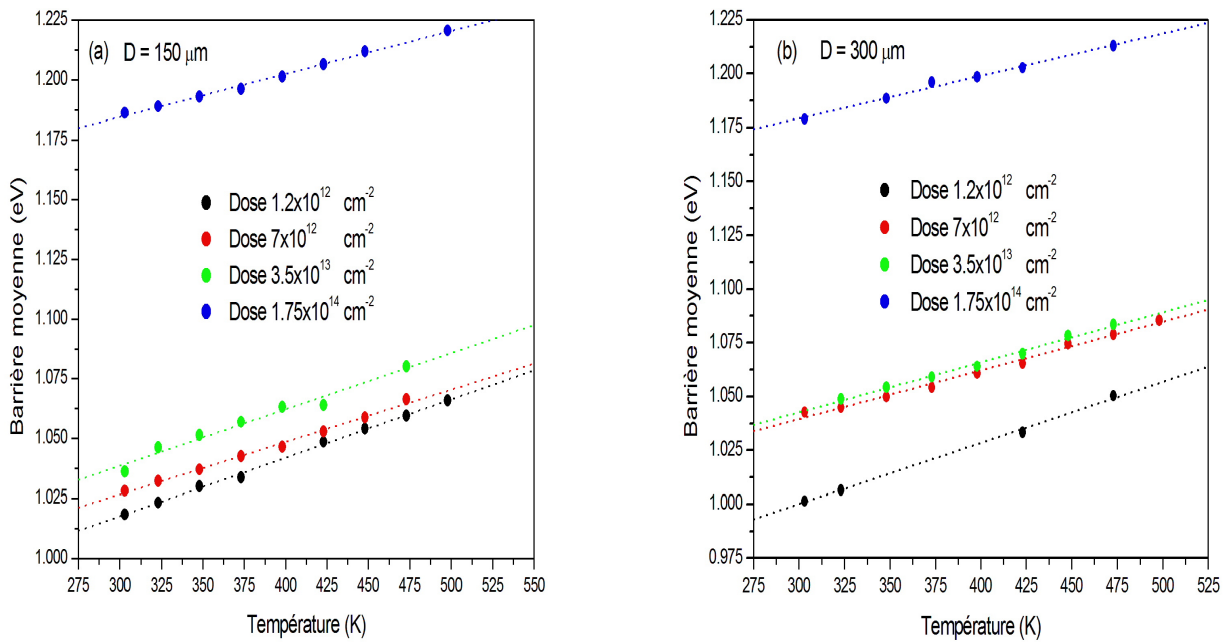 (a) D = 150 µm
1.225
1.200
1.175
1.150
1.125
1.100
1.075
1.050
1.025
1.000
Barrière moyenne (eV)
Dose 1.2x10^12 cm^-2
Dose 7x10^12 cm^-2
Dose 3.5x10^13 cm^-2
Dose 1.75x10^14 cm^-2
275 300 325 350 375 400 425 450 475 500 525 550
Température (K)
(b) D = 300 µm
1.225
1.200
1.175
1.150
1.125
1.100
1.075
1.050
1.025
1.000
0.975
Barrière moyenne (eV)
Dose 1.2x10^12 cm^-2
Dose 7x10^12 cm^-2
Dose 3.5x10^13 cm^-2
Dose 1.75x10^14 cm^-2
275 300 325 350 375 400 425 450 475 500 525
Température (K)